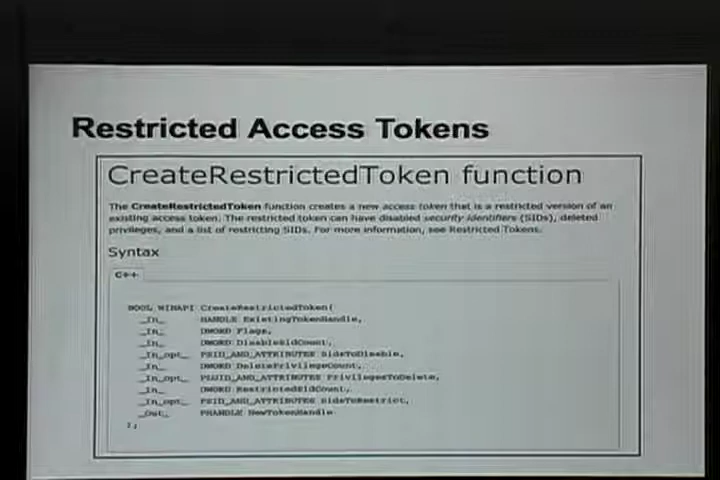 Restricted Access Tokens
CreateRestrictedToken function
The CreateRestrictedToken function creates a new access token that is a restricted version of an
existing access token. The restricted token can have disabled security identifiers (SIDs), deleted
privileges, and a list of restricting SIDs. For more information, see Restricted Tokens.
Syntax
C++
BOOL WINAPI CreateRestrictedToken(
_In_ HANDLE ExistingTokenHandle,
_In_ DWORD Flags,
_In_ DWORD DisableSidCount,
_In_opt_ PSID_AND_ATTRIBUTES SidsToDisable,
_In_ DWORD DeletePrivilegeCount,
_In_opt_ PLUID_AND_ATTRIBUTES PrivilegesToDelete,
_In_ DWORD RestrictedSidCount,
_In_opt_ PSID_AND_ATTRIBUTES SidsToRestrict,
_Out_ PHANDLE NewTokenHandle
);